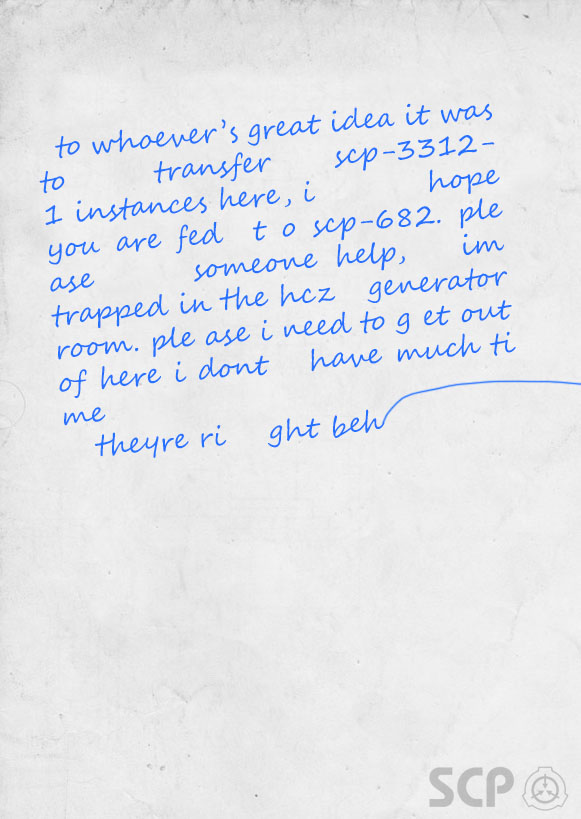 to whoever's great idea it was
to transfer scp-3312-
1 instances here, i hope
you are fed t o scp-682. ple
ase someone help, im
trapped in the hcz generator
room. ple ase i need to g et out
of here i dont have much ti
me
theyre ri ght beh
SCP